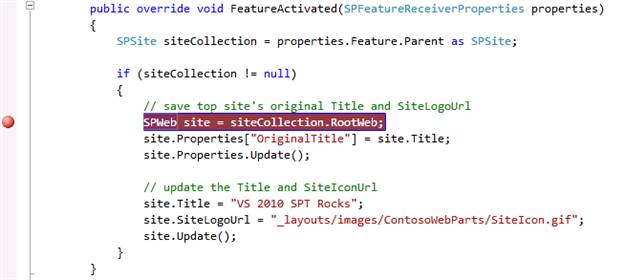 public override void FeatureActivated(SPFeatureReceiverProperties properties)
{
SPSite siteCollection = properties.Feature.Parent as SPSite;
if (siteCollection != null)
{
// save top site's original Title and SiteLogoUrl
SPWeb site = siteCollection.RootWeb;
site.Properties["OriginalTitle"] = site.Title;
site.Properties.Update();
// update the Title and SiteIconUrl
site.Title = "VS 2010 SPT Rocks";
site.SiteLogoUrl = "_layouts/images/ContosoWebParts/SiteIcon.gif";
site.Update();
}
}